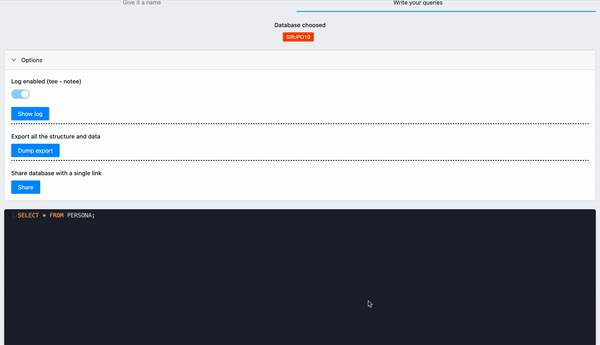 Give it a name
Write your queries
Database choosed
GRUPO10
Options
Log enabled (tee - notee)
Show log
Export all the structure and data
Dump export
Share database with a single link
Share
SELECT * FROM PERSONA;